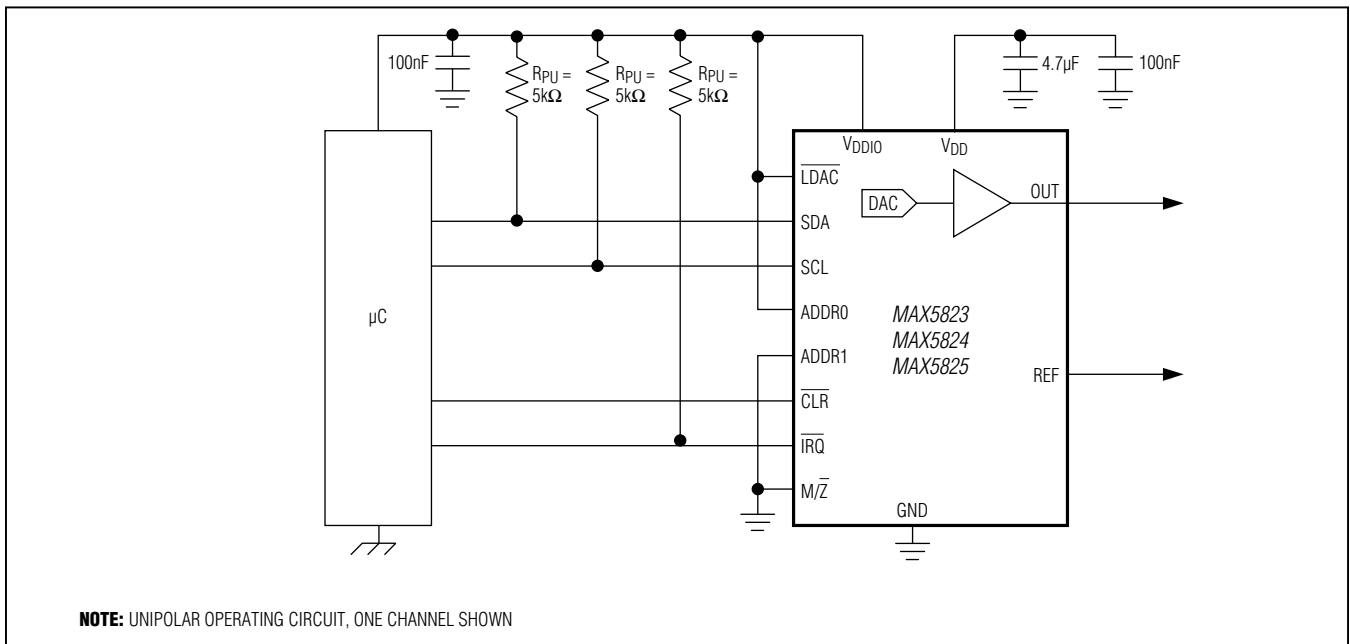 100nF
RPU =
5kΩ
RPU =
5kΩ
RPU =
5kΩ
4.7µF
100nF
VDDIO
VDD
LDAC
DAC
OUT
SDA
SCL
µC
ADDR0
MAX5823
MAX5824
MAX5825
ADDR1
REF
CLR
IRQ
M/Z
GND
NOTE: UNIPOLAR OPERATING CIRCUIT, ONE CHANNEL SHOWN